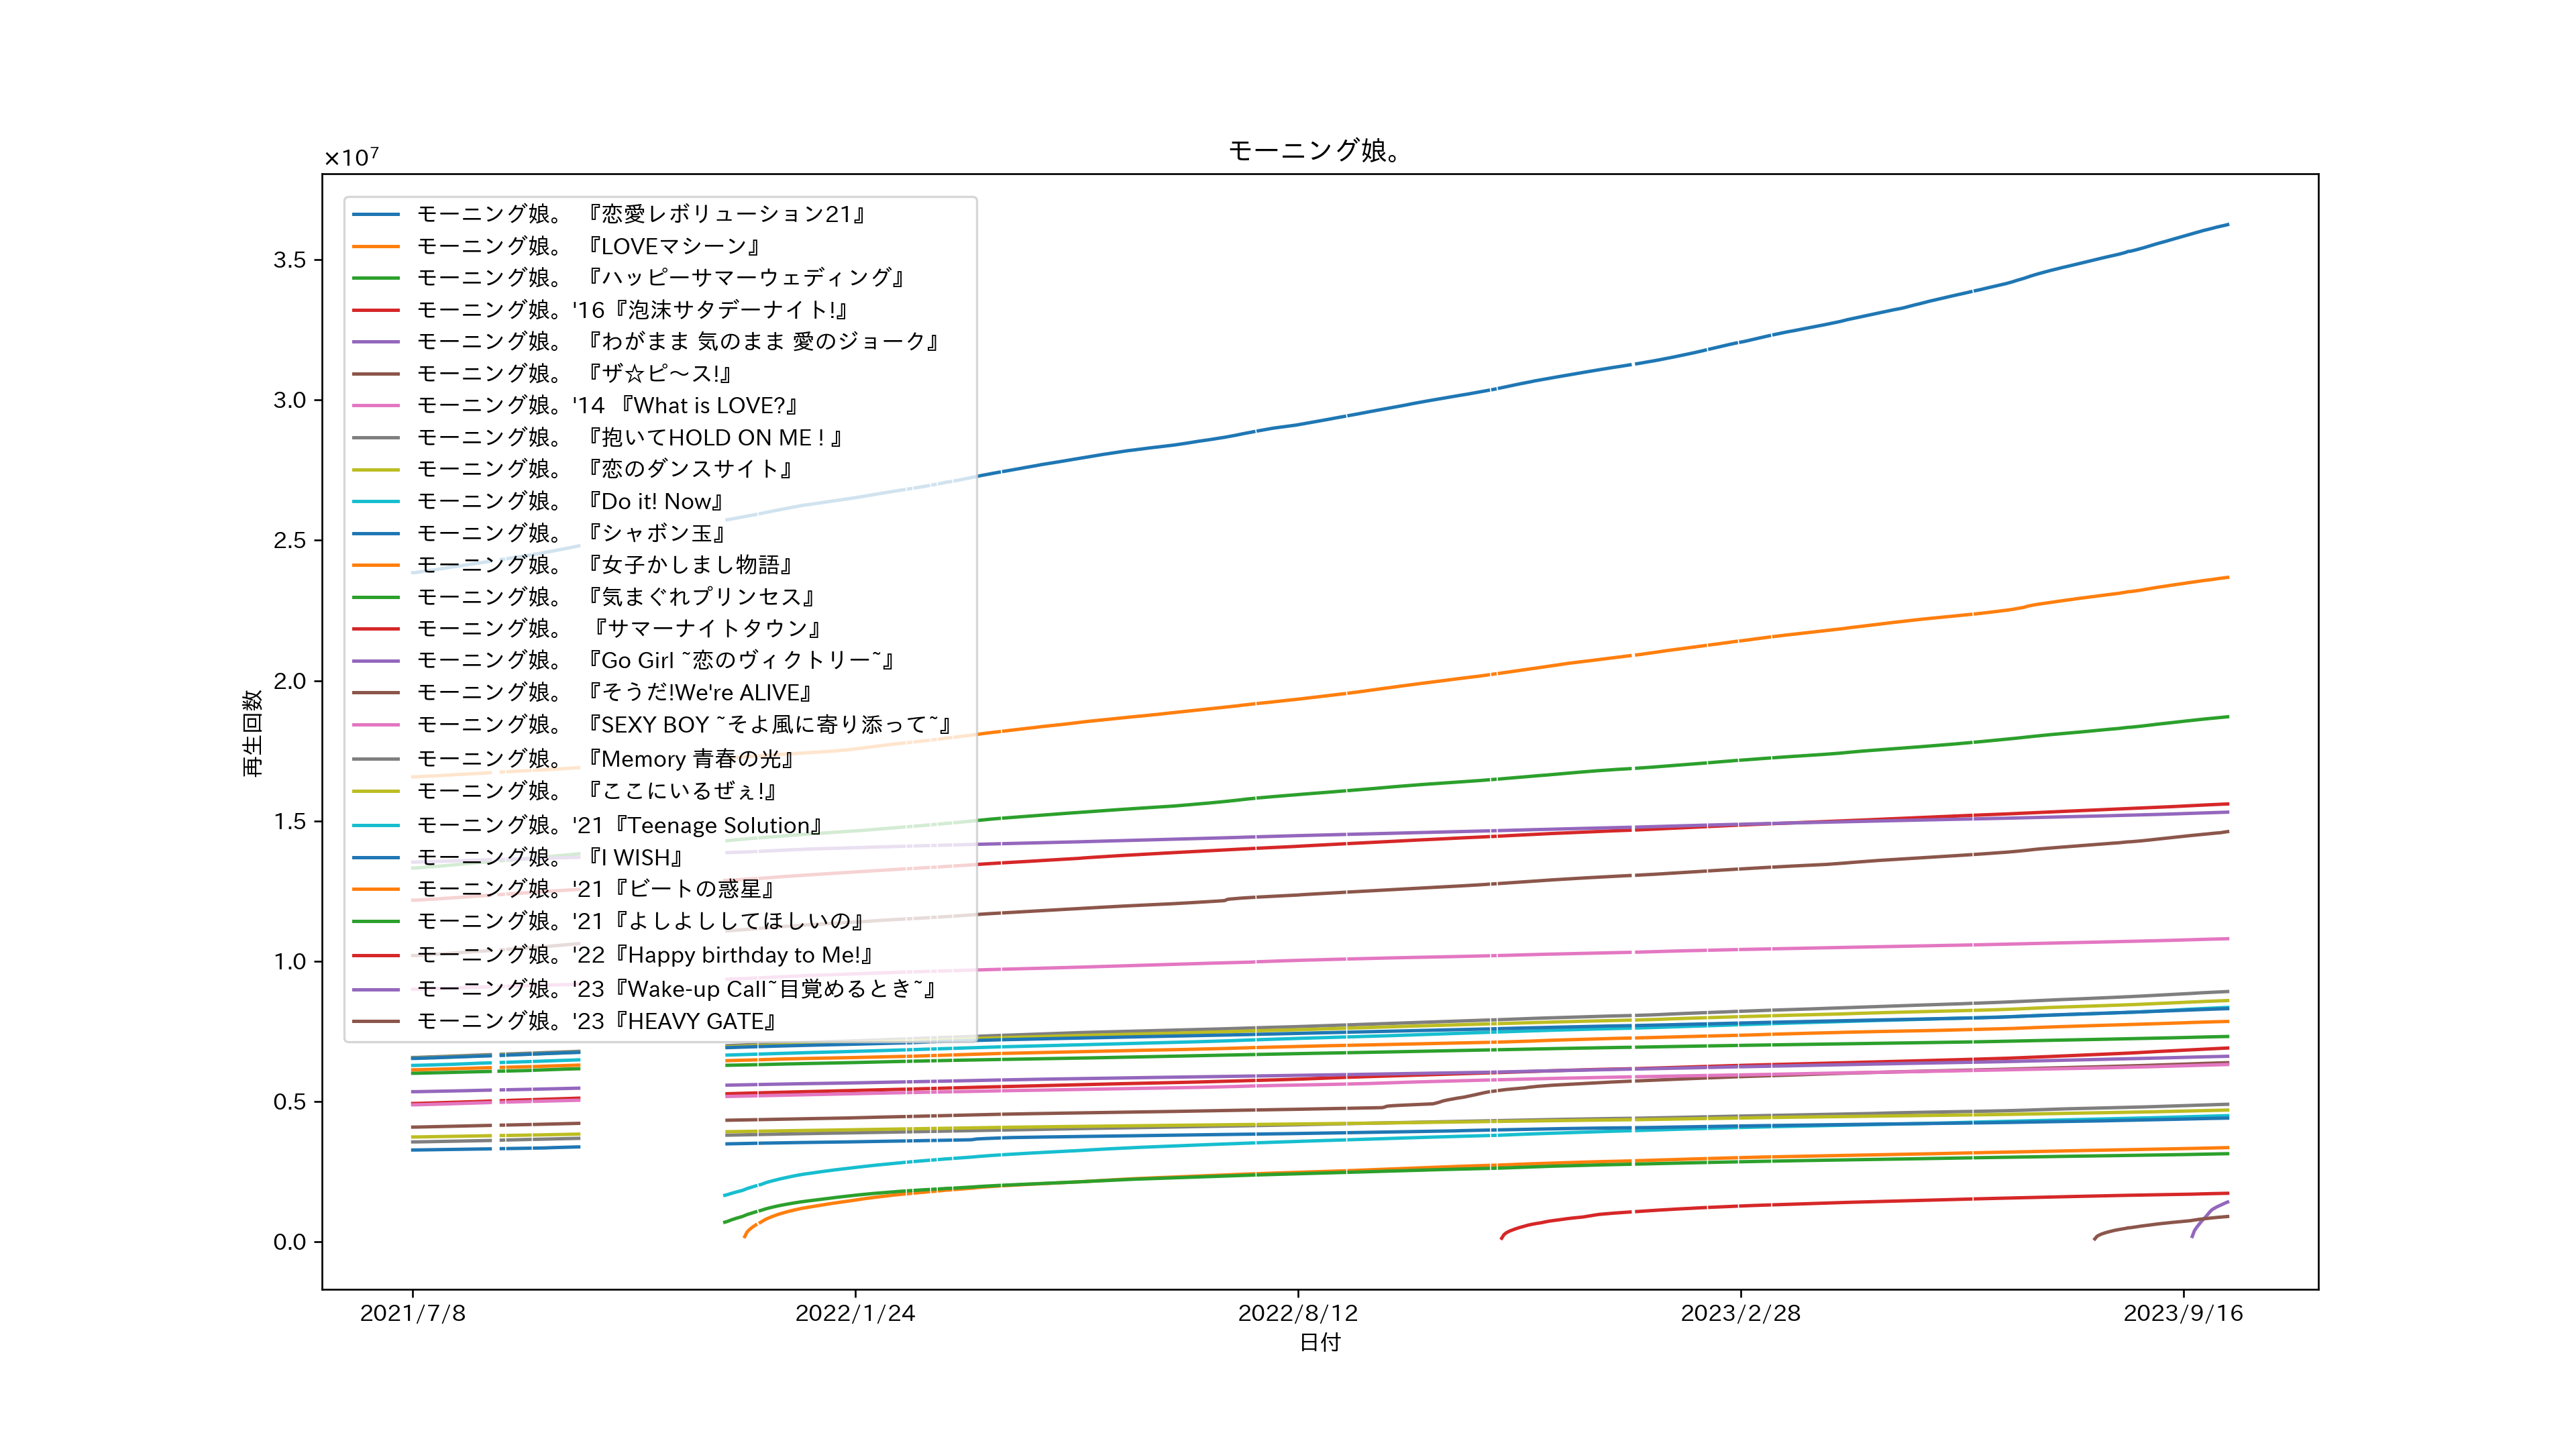 モーニング娘。
×10⁷
3.5
3.0
2.5
2.0
1.5
1.0
0.5
0.0
再生回数
モーニング娘。 『恋愛レボリューション21』
モーニング娘。 『LOVEマシーン』
モーニング娘。 『ハッピーサマーウェディング』
モーニング娘。'16『泡沫サタデーナイト!』
モーニング娘。 『わがまま 気のまま 愛のジョーク』
モーニング娘。 『ザ☆ピ〜ス!』
モーニング娘。'14 『What is LOVE?』
モーニング娘。 『抱いてHOLD ON ME ! 』
モーニング娘。 『恋のダンスサイト』
モーニング娘。 『Do it! Now』
モーニング娘。 『シャボン玉』
モーニング娘。 『女子かしまし物語』
モーニング娘。 『気まぐれプリンセス』
モーニング娘。  『サマーナイトタウン』
モーニング娘。 『Go Girl ~恋のヴィクトリー~』
モーニング娘。 『そうだ!We're ALIVE』
モーニング娘。 『SEXY BOY ~そよ風に寄り添って~』
モーニング娘。 『Memory 青春の光』
モーニング娘。 『ここにいるぜぇ!』
モーニング娘。'21『Teenage Solution』
モーニング娘。 『I WISH』
モーニング娘。'21『ビートの惑星』
モーニング娘。'21『よしよししてほしいの』
モーニング娘。'22『Happy birthday to Me!』
モーニング娘。'23『Wake-up Call~目覚めるとき~』
モーニング娘。'23『HEAVY GATE』
2021/7/8
2022/1/24
2022/8/12
2023/2/28
2023/9/16
日付